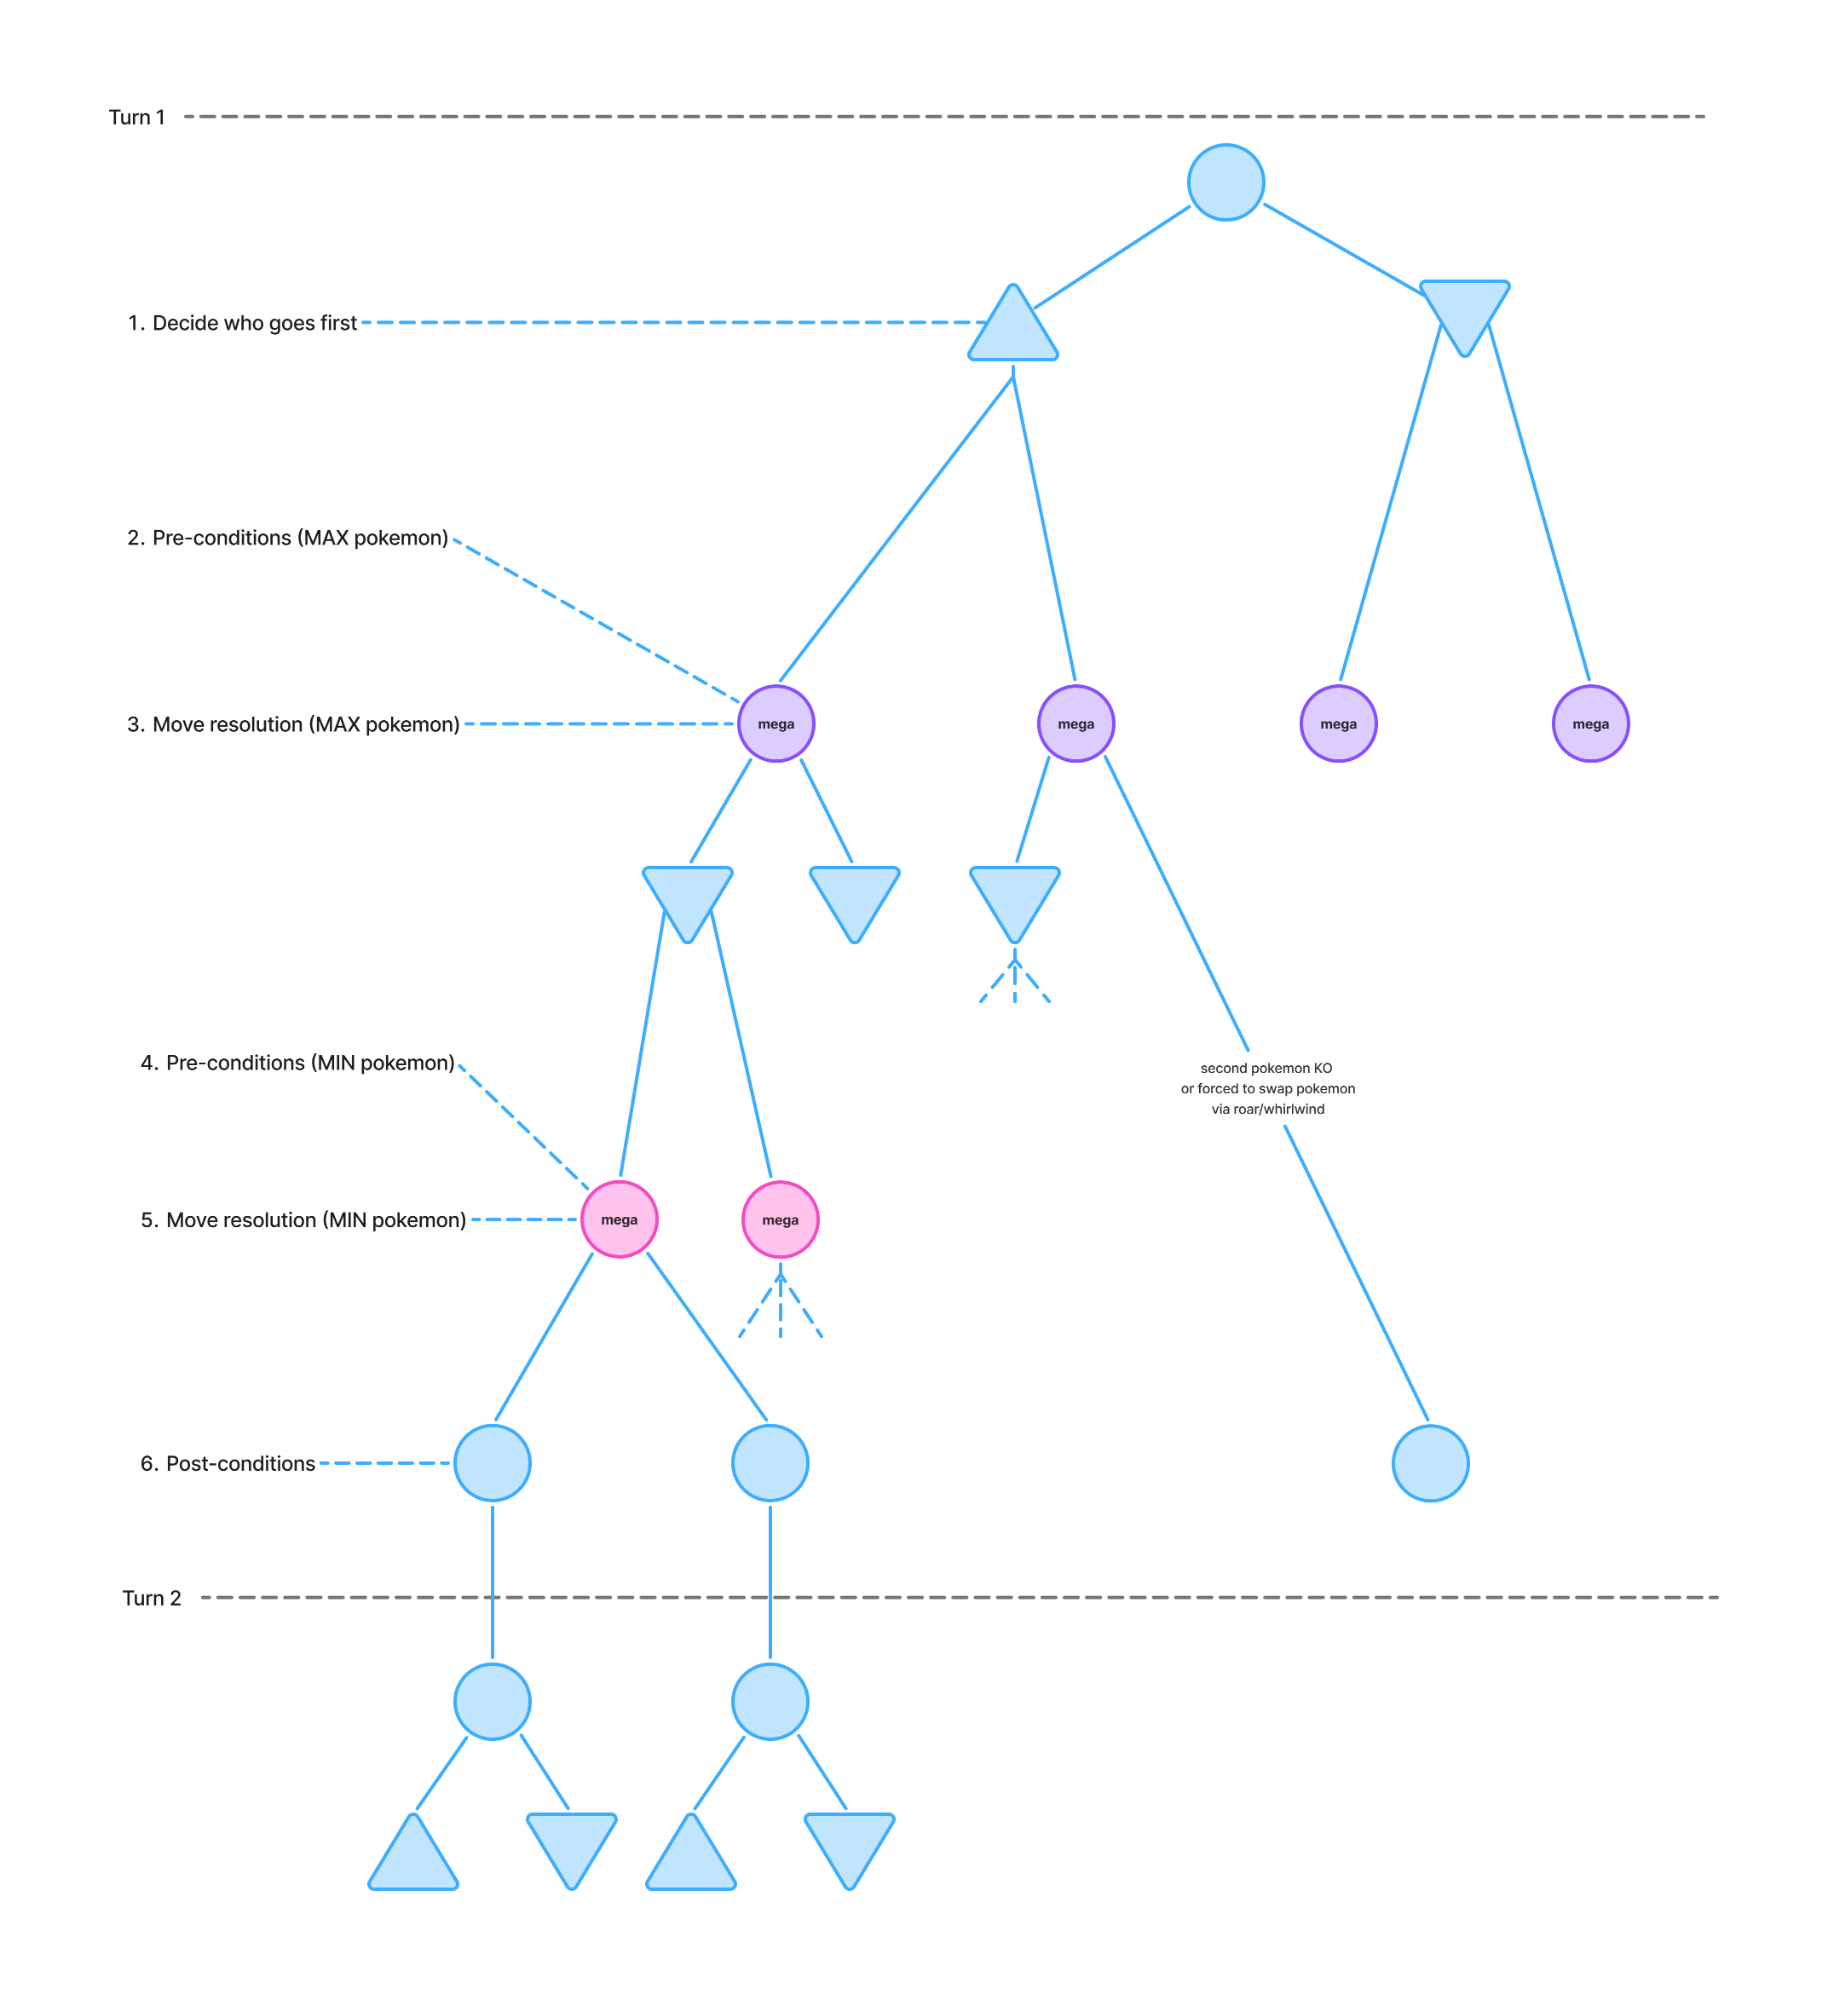 Turn 1
1. Decide who goes first
2. Pre-conditions (MAX pokemon)
3. Move resolution (MAX pokemon)
mega
mega
mega
mega
4. Pre-conditions (MIN pokemon)
second pokemon KO
or forced to swap pokemon
via roar/whirlwind
5. Move resolution (MIN pokemon)
mega
mega
6. Post-conditions
Turn 2